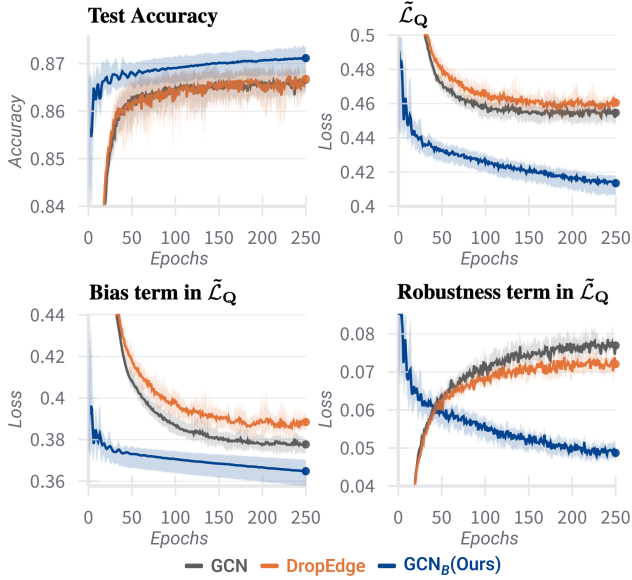 Test Accuracy
Accuracy
0.87
0.86
0.85
0.84
0 50 100 150 200 250
Epochs
L̃_Q
Loss
0.5
0.48
0.46
0.44
0.42
0.4
0 50 100 150 200 250
Epochs
Bias term in L̃_Q
Loss
0.44
0.42
0.4
0.38
0.36
0 50 100 150 200 250
Epochs
Robustness term in L̃_Q
Loss
0.08
0.07
0.06
0.05
0.04
0 50 100 150 200 250
Epochs
GCN DropEdge GCN_B(Ours)